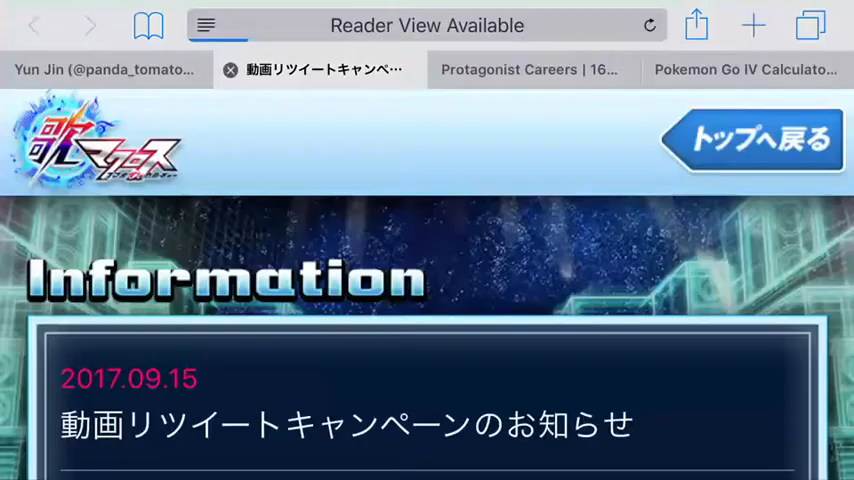 Reader View Available
Yun Jin (@panda_tomato...
動画リツイートキャンペ…
Protagonist Careers | 16...
Pokemon Go IV Calculato...
歌マクロス
トップへ戻る
Information
2017.09.15
動画リツイートキャンペーンのお知らせ